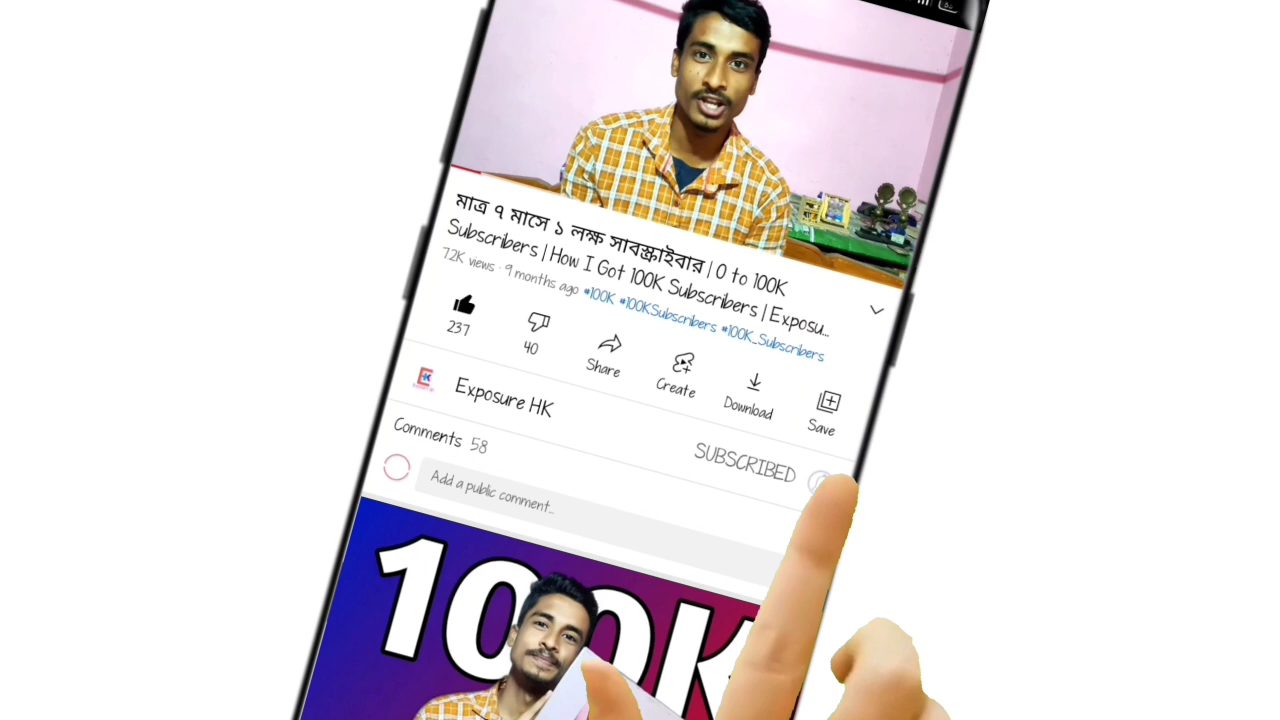 মাত্র ৭ মাসে ১ লক্ষ সাবস্ক্রাইবার | 0 to 100K
Subscribers | How I Got 100K Subscribers | Exposu...
7.2K views · 9 months ago #100K #100KSubscribers #100K_Subscribers
237
40
Share
Create
Download
Save
Exposure HK
SUBSCRIBED
Comments 58
Add a public comment...
100K